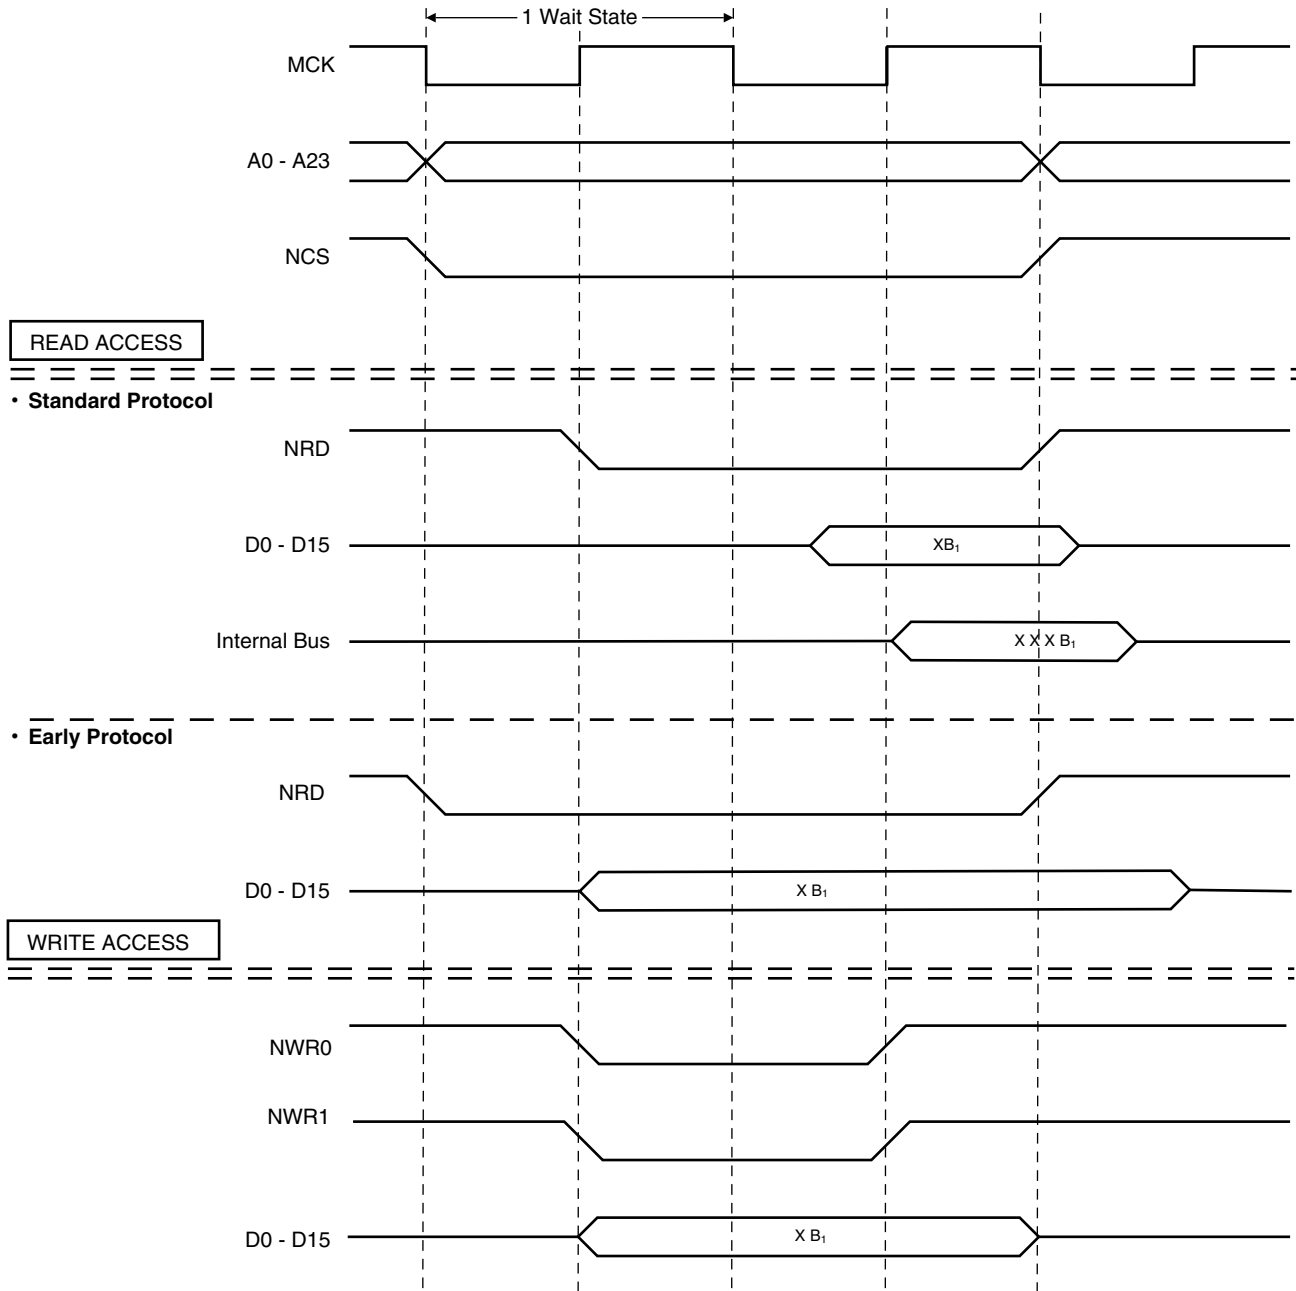 1 Wait State
MCK
A0 - A23
NCS
READ ACCESS
• Standard Protocol
NRD
D0 - D15
XB₁
Internal Bus
X X X B₁
• Early Protocol
NRD
D0 - D15
X B₁
WRITE ACCESS
NWR0
NWR1
D0 - D15
X B₁